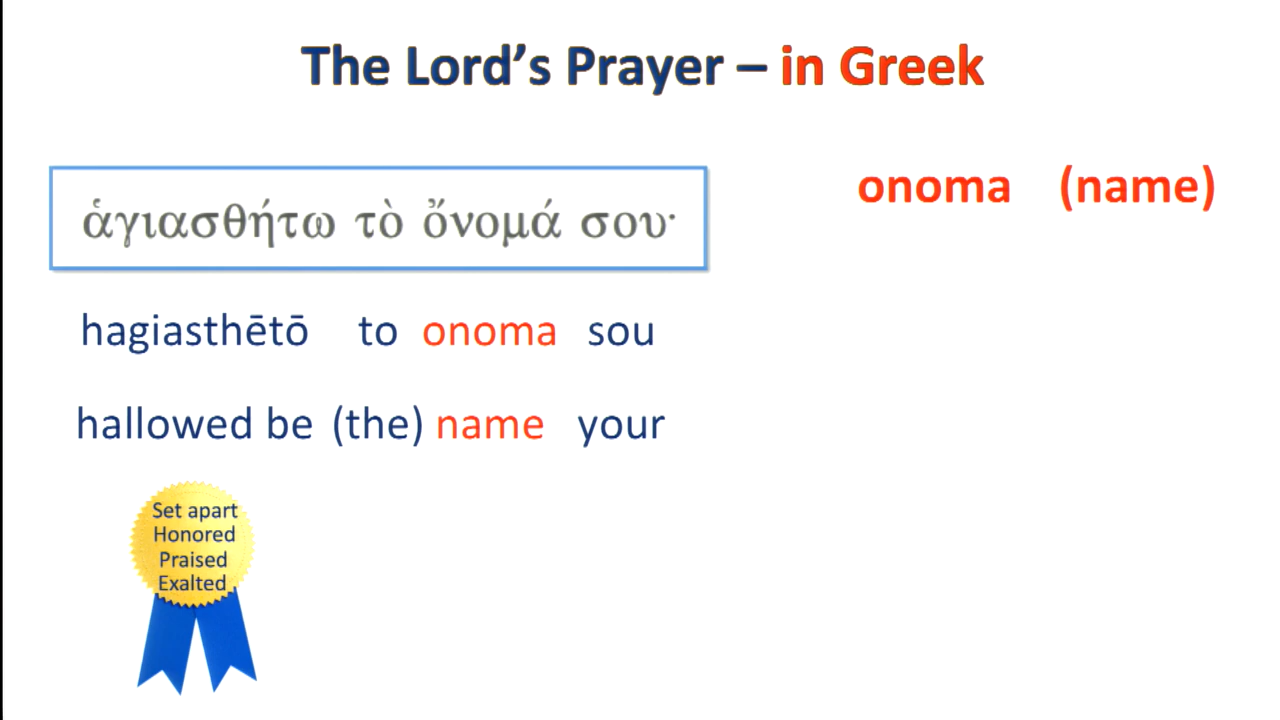 The Lord's Prayer – in Greek
ἁγιασθήτω τὸ ὄνομά σου·
onoma (name)
hagiasthētō to onoma sou
hallowed be (the) name your
Set apart
Honored
Praised
Exalted